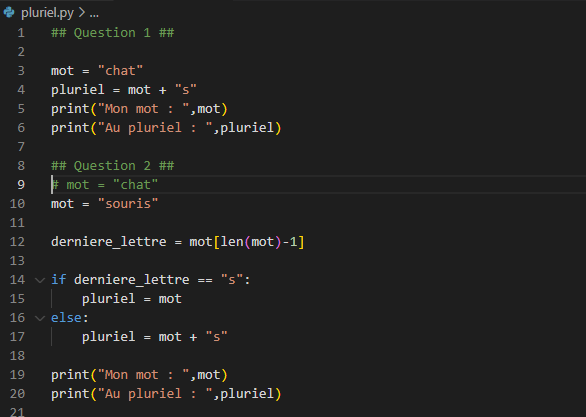 pluriel.py > ...
1 ## Question 1 ##
2
3 mot = "chat"
4 pluriel = mot + "s"
5 print("Mon mot : ",mot)
6 print("Au pluriel : ",pluriel)
7
8 ## Question 2 ##
9 # mot = "chat"
10 mot = "souris"
11
12 derniere_lettre = mot[len(mot)-1]
13
14 if derniere_lettre == "s":
15     pluriel = mot
16 else:
17     pluriel = mot + "s"
18
19 print("Mon mot : ",mot)
20 print("Au pluriel : ",pluriel)
21